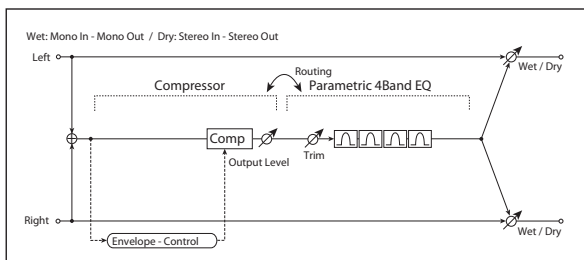 Wet: Mono In - Mono Out / Dry: Stereo In - Stereo Out
Left
Wet / Dry
Routing
Compressor
Parametric 4Band EQ
Comp
Output Level
Trim
Right
Wet / Dry
Envelope - Control